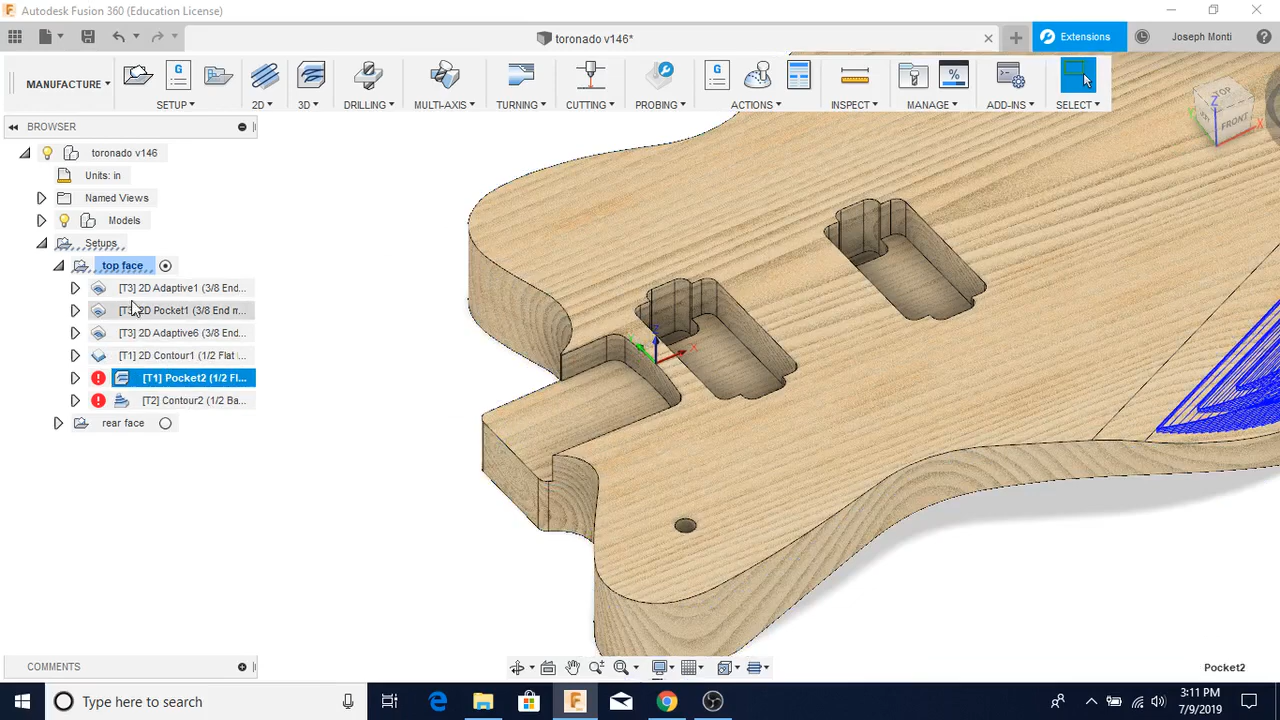 Autodesk Fusion 360 (Education License)
toronado v146*
Extensions
Joseph Monti
MANUFACTURE
SETUP
2D
3D
DRILLING
MULTI-AXIS
TURNING
CUTTING
PROBING
ACTIONS
INSPECT
MANAGE
ADD-INS
SELECT
BROWSER
toronado v146
Units: in
Named Views
Models
Setups
top face
[T3] 2D Adaptive1 (3/8 End...
[T3] 2D Pocket1 (3/8 End m...
[T3] 2D Adaptive6 (3/8 End...
[T1] 2D Contour1 (1/2 Flat ...
[T1] Pocket2 (1/2 Fl...
[T2] Contour2 (1/2 Ba...
rear face
TOP
FRONT
Z
X
Z
X
COMMENTS
Pocket2
Type here to search
3:11 PM
7/9/2019